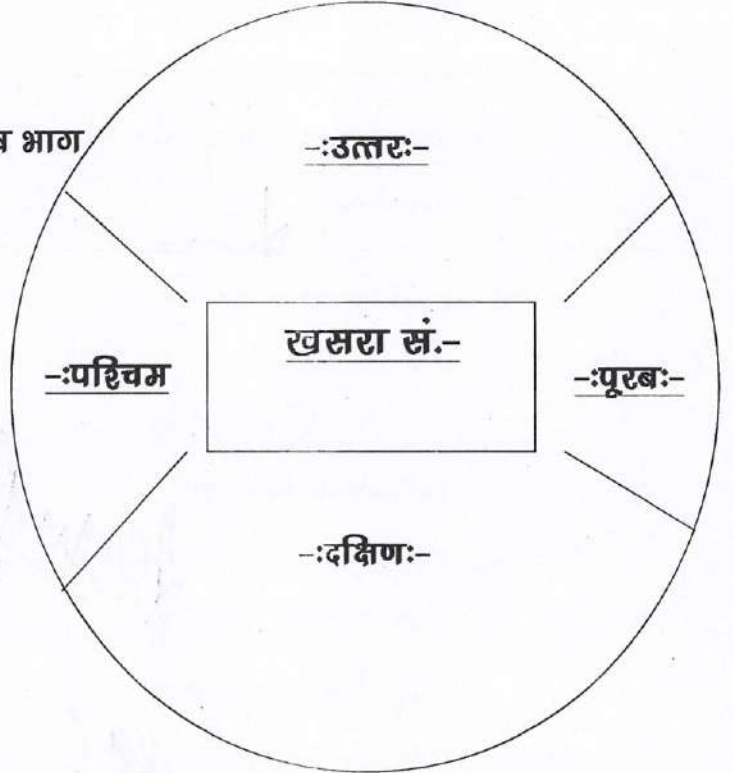 भाग
-:उत्तरः-
खसरा सं.-
-:पश्चिम
-:पूरबः-
-:दक्षिणः-